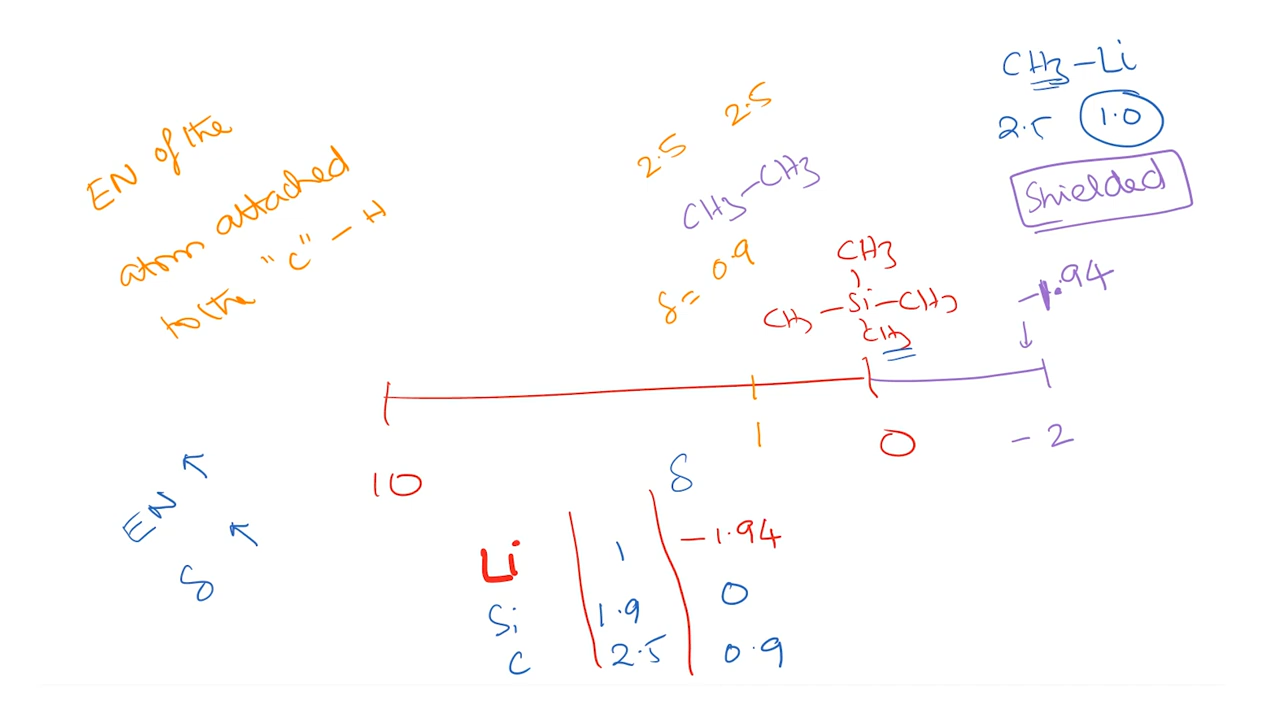 EN of the
atom attached
to the "C" - H
2.5 2.5
CH3-CH3
δ = 0.9
CH3
CH3-Si-CH3
CH3
CH3-Li
2.5 1.0
Shielded
-1.94
10 1 0 -2
EN ↑
δ ↑
δ
Li 1 -1.94
Si 1.9 0
C 2.5 0.9